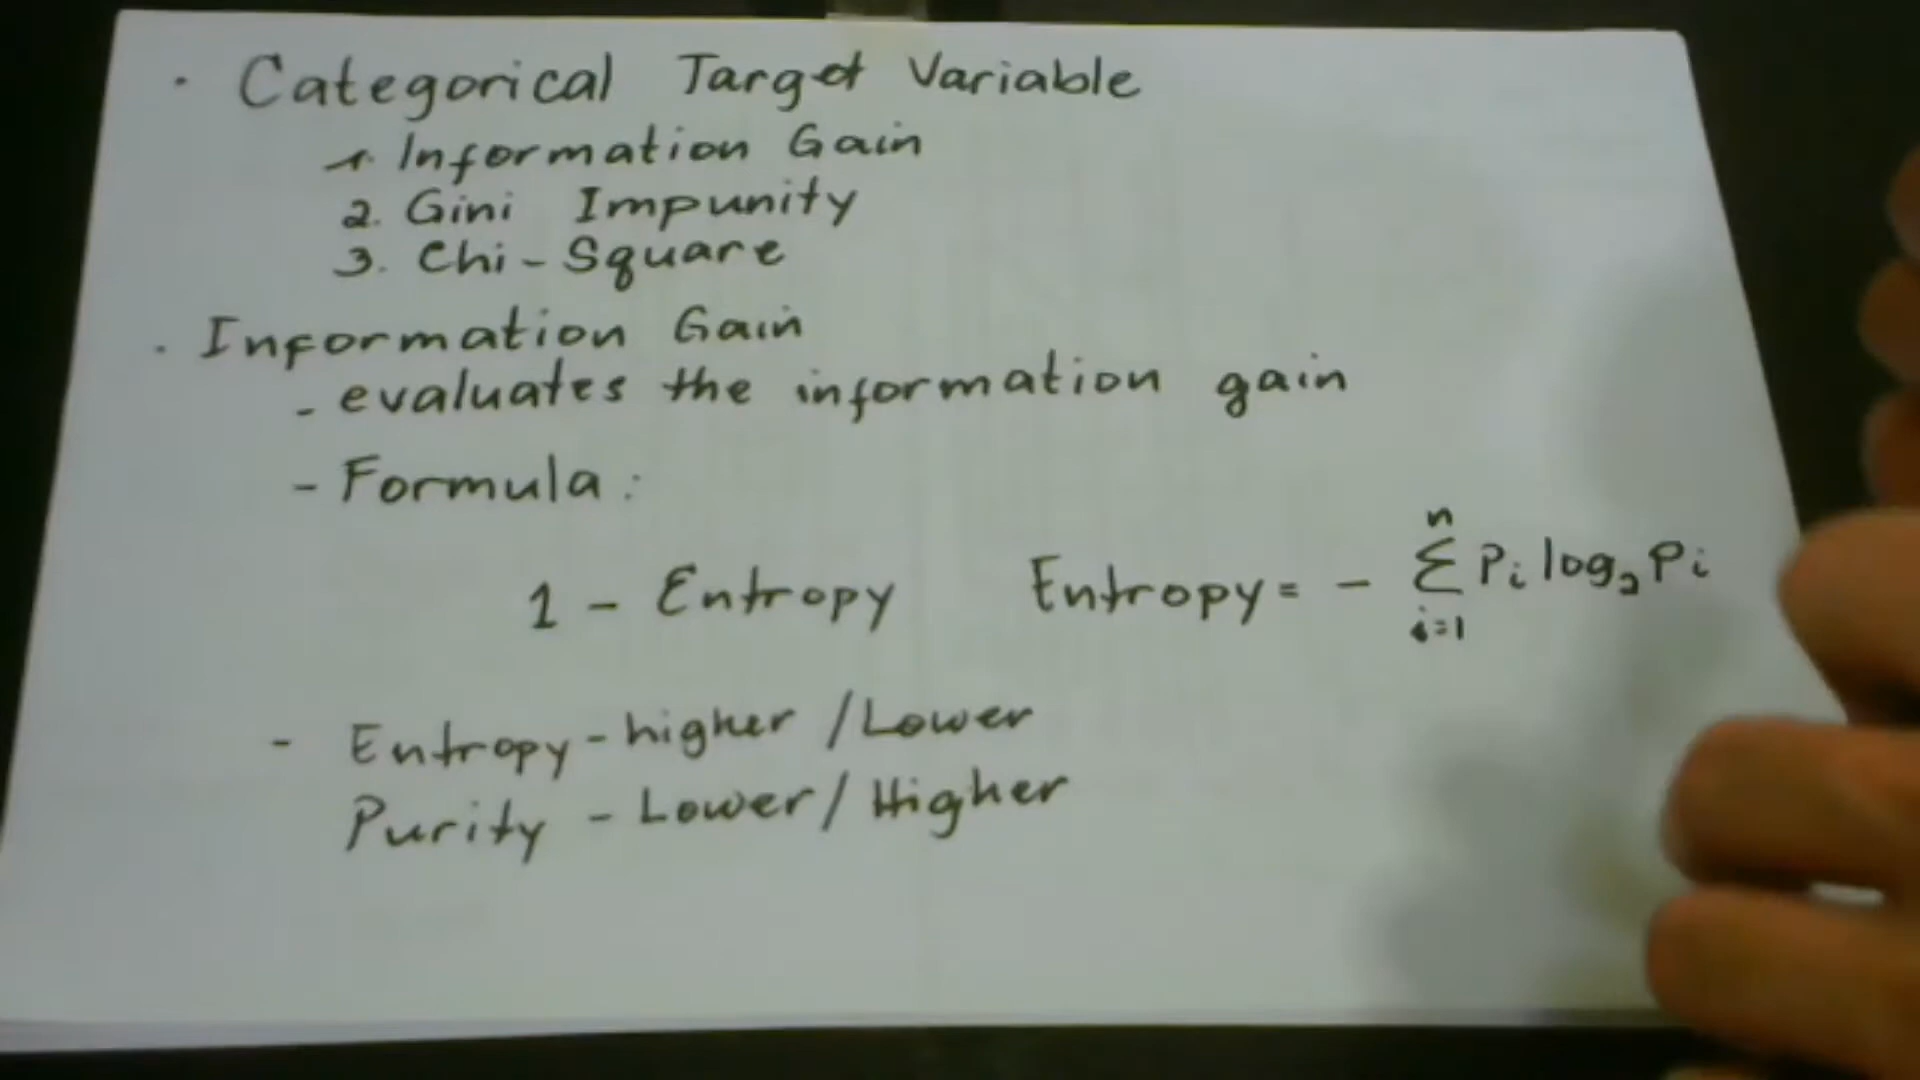 · Categorical Target Variable
1. Information Gain
2. Gini Impunity
3. Chi-Square
· Information Gain
- evaluates the information gain
- Formula:
1 - Entropy Entropy = - n Σ i=1 Pi log₂ Pi
- Entropy - higher / Lower
Purity - Lower / Higher